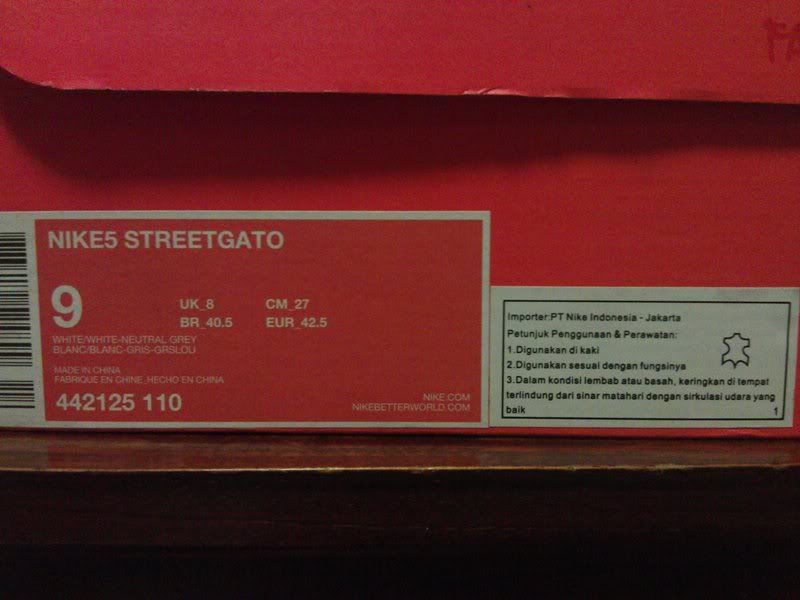 NIKE5 STREETGATO
9
UK_8 CM_27
BR_40.5 EUR_42.5
WHITE/WHITE-NEUTRAL GREY
BLANC/BLANC-GRIS-GRSLOU
MADE IN CHINA
FABRIQUE EN CHINE_HECHO EN CHINA
442125 110
NIKE.COM
NIKEBETTERWORLD.COM
Importer:PT Nike Indonesia - Jakarta
Petunjuk Penggunaan & Perawatan:
1.Digunakan di kaki
2.Digunakan sesuai dengan fungsinya
3.Dalam kondisi lembab atau basah, keringkan di tempat
terlindung dari sinar matahari dengan sirkulasi udara yang
baik 1